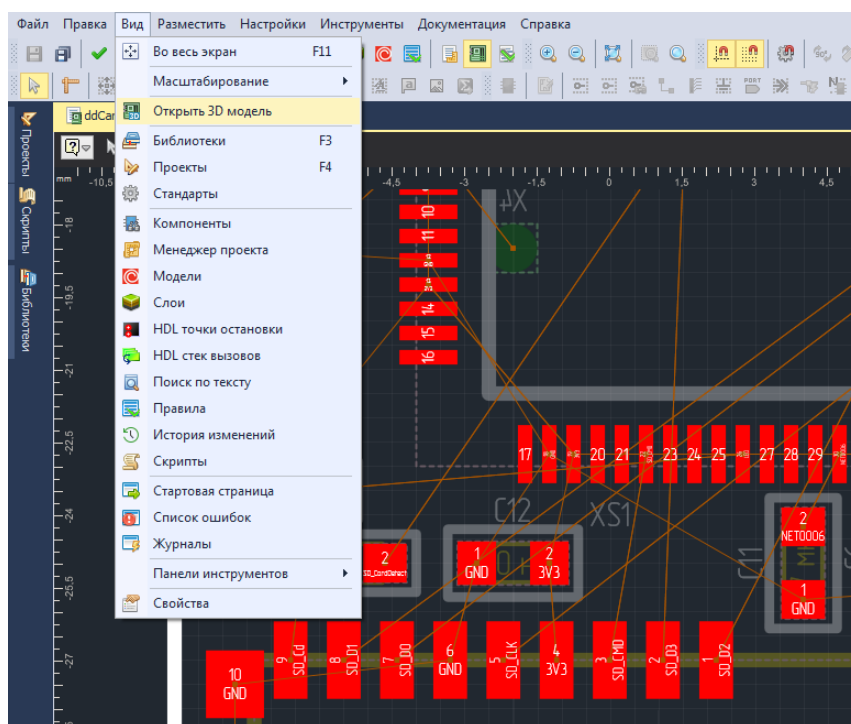 Файл Правка Вид Разместить Настройки Инструменты Документация Справка
Во весь экран F11
Масштабирование
Открыть 3D модель
Библиотеки F3
Проекты F4
Стандарты
Компоненты
Менеджер проекта
Модели
Слои
HDL точки остановки
HDL стек вызовов
Поиск по тексту
Правила
История изменений
Скрипты
Стартовая страница
Список ошибок
Журналы
Панели инструментов
Свойства
Проекты
Скрипты
Библиотеки
ddCar
mm -10,5 -4,5 -3 -1,5 0 1,5 3 4,5
-18
-19,5
-21
-22,5
-24
-25,5
-27
X4
10
11
14
15
16
17 20 21 23 24 25 27 28 29
C12 XS1
C11
2
SD_CardDetect
1
GND
2
3V3
2
NET0006
1
GND
10
GND
9
SD_Cd
8
SD_D1
7
SD_D0
6
GND
5
SD_CLK
4
3V3
3
SD_CMD
2
SD_D3
1
SD_D2